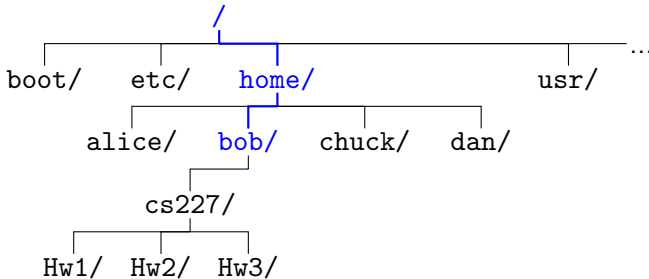 /
boot/ etc/ home/ usr/ ...
alice/ bob/ chuck/ dan/
cs227/
Hw1/ Hw2/ Hw3/